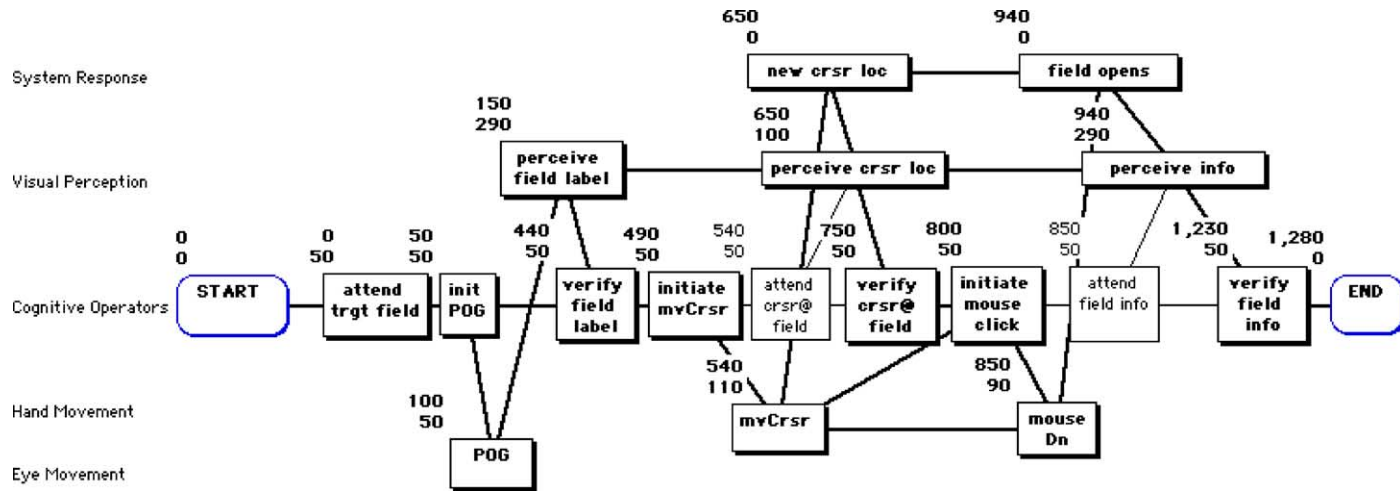 650
0
940
0
System Response
new crsr loc
field opens
150
290
650
100
940
290
Visual Perception
perceive
field label
perceive crsr loc
perceive info
0
0
0
50
50
50
440
50
490
50
540
50
750
50
800
50
850
50
1,230
50
1,280
0
Cognitive Operators
START
attend
trgt field
init
POG
verify
field
label
initiate
mvCrsr
attend
crsr@
field
verify
crsr@
field
initiate
mouse
click
attend
field info
verify
field
info
END
540
110
850
90
Hand Movement
mvCrsr
mouse
Dn
100
50
POG
Eye Movement